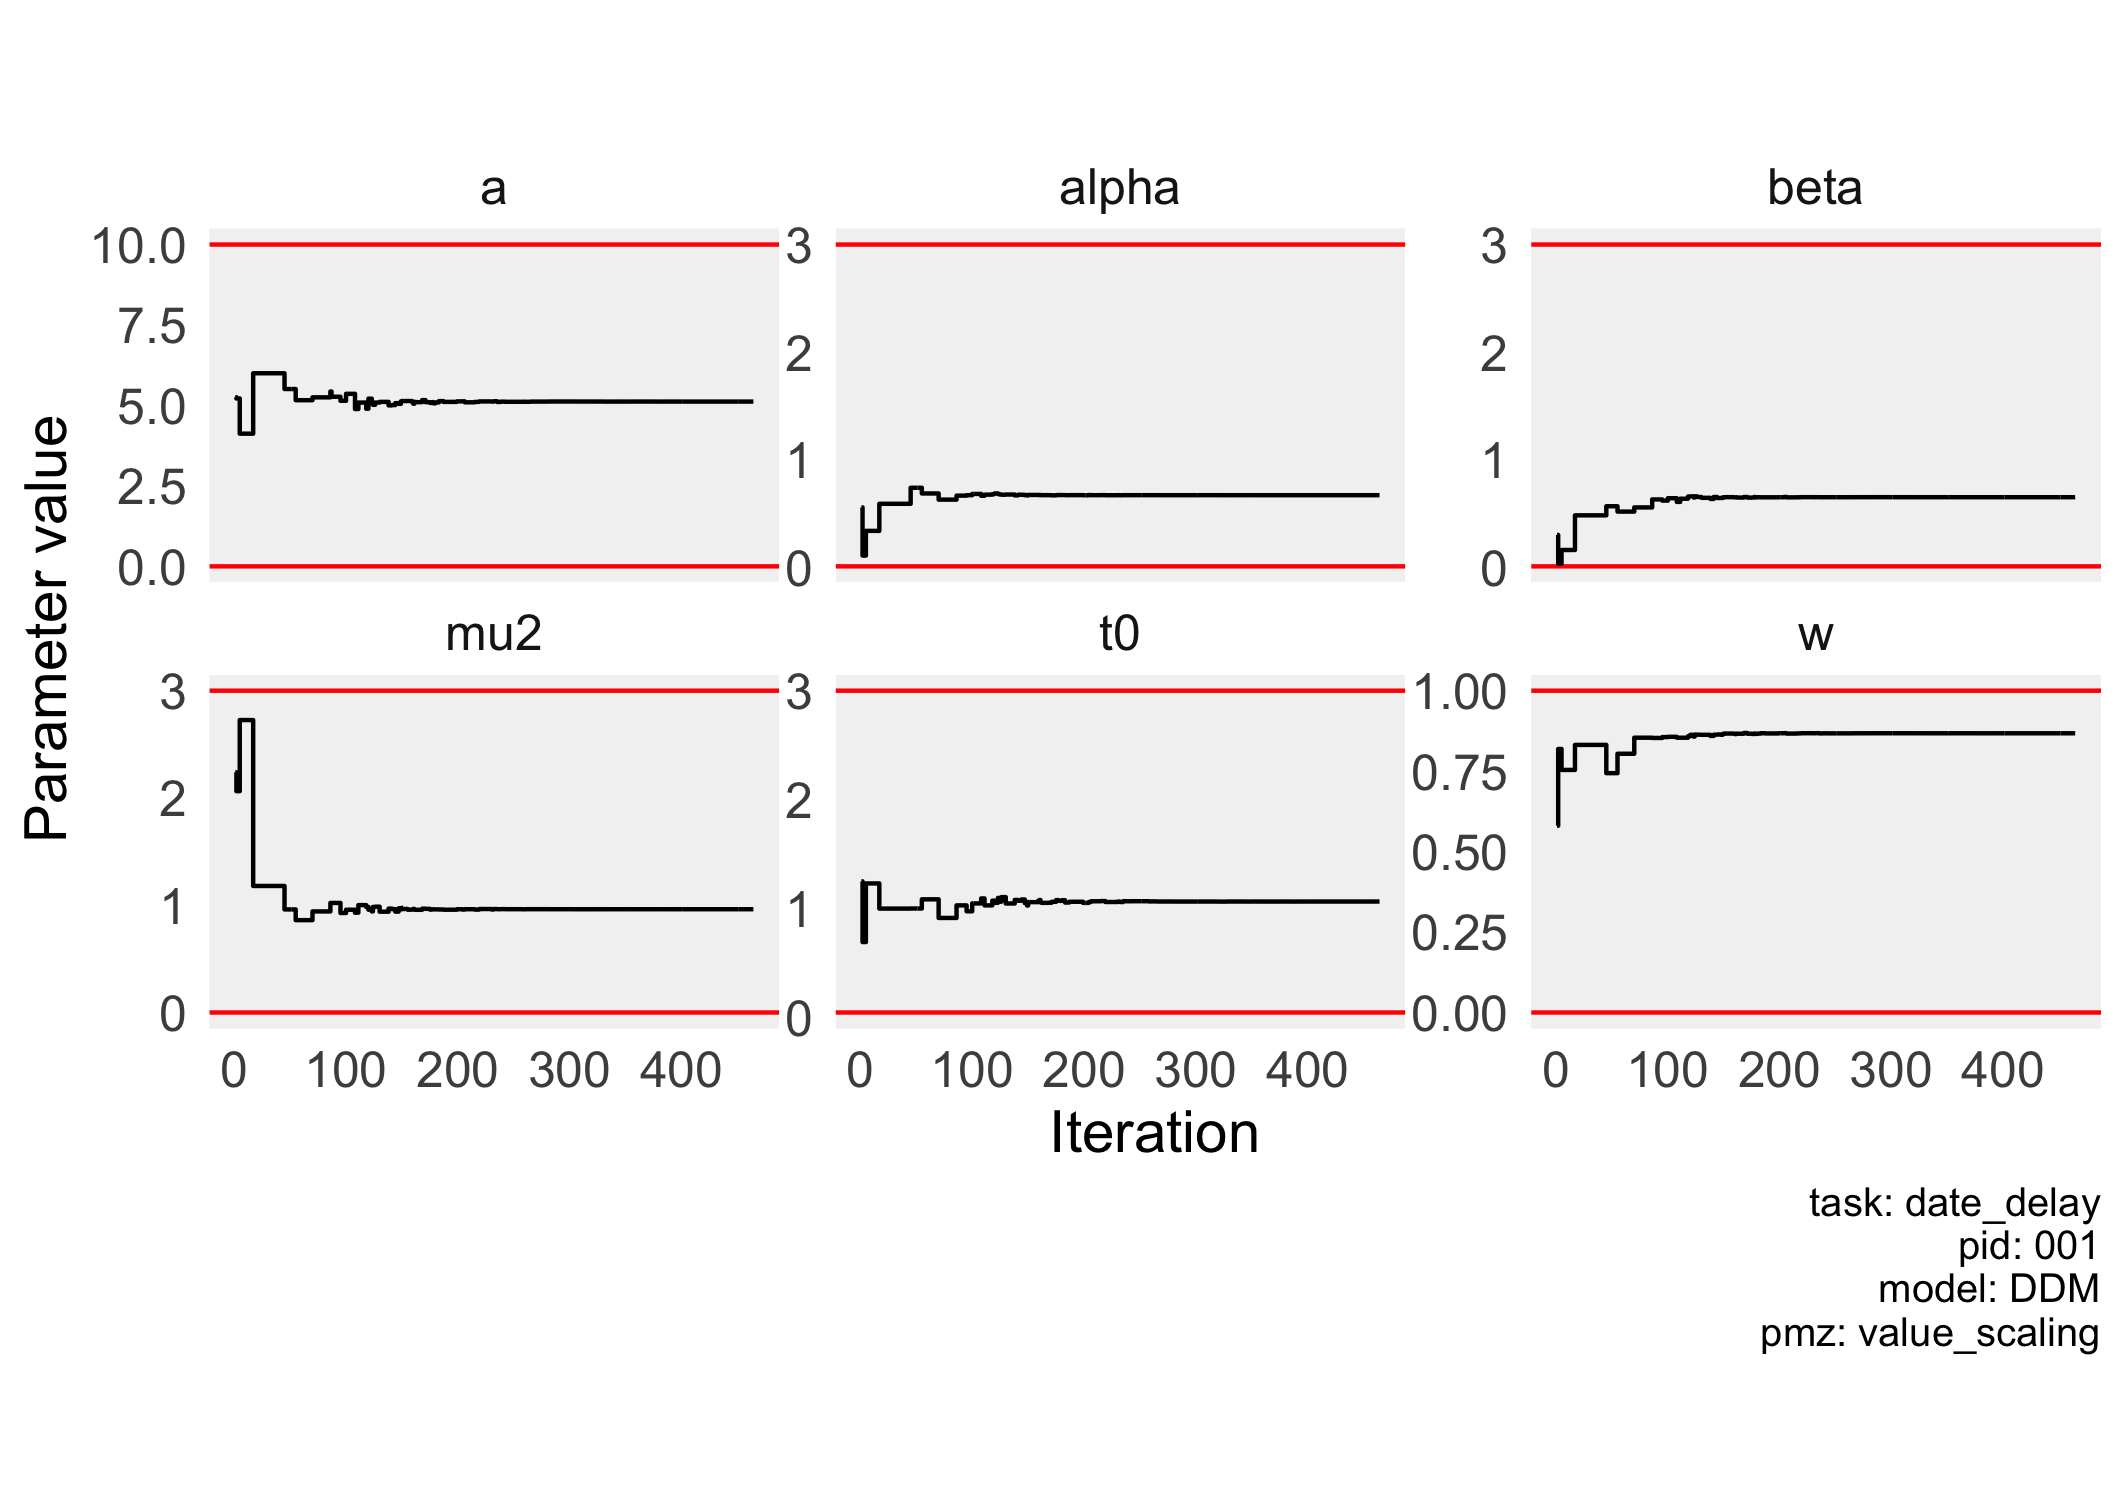 a alpha beta
10.0
7.5
5.0
2.5
0.0
3
2
1
0
3
2
1
0
mu2 t0 w
3
2
1
0
3
2
1
0
1.00
0.75
0.50
0.25
0.00
0 100 200 300 400
0 100 200 300 400
0 100 200 300 400
Parameter value
Iteration
task: date_delay
pid: 001
model: DDM
pmz: value_scaling